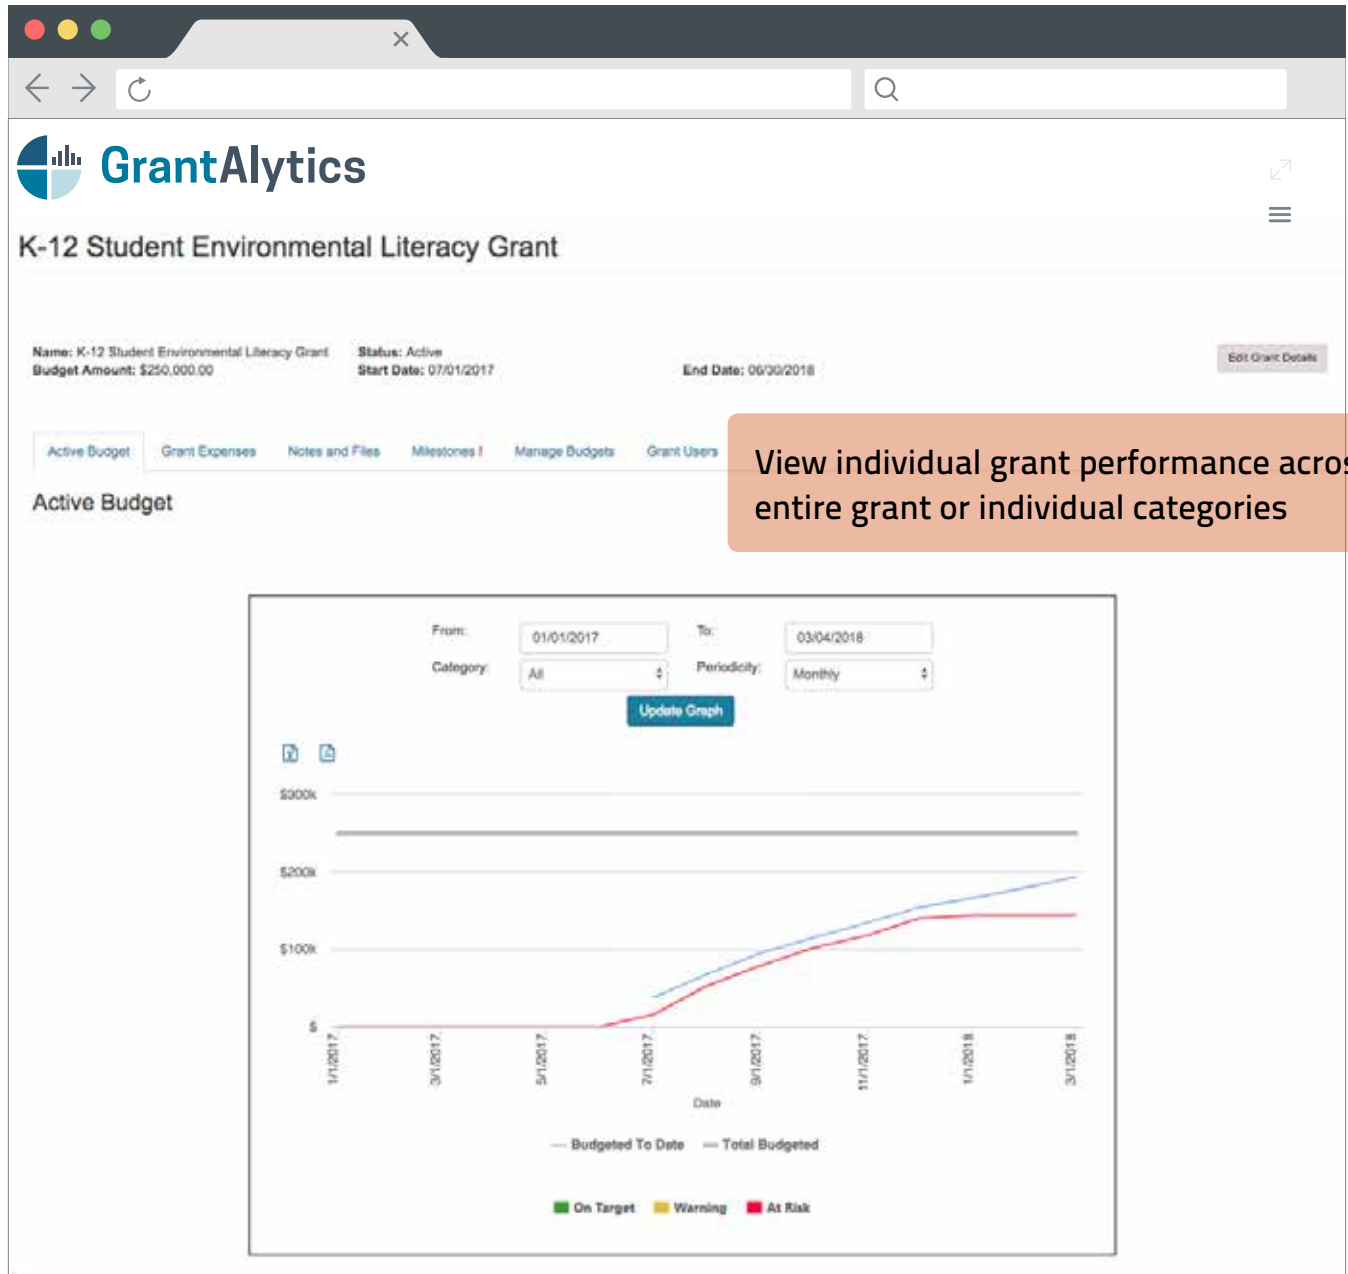 GrantAlytics
K-12 Student Environmental Literacy Grant
Name: K-12 Student Environmental Literacy Grant Status: Active
Budget Amount: $250,000.00 Start Date: 07/01/2017 End Date: 06/30/2018
Edit Grant Details
Active Budget Grant Expenses Notes and Files Milestones ! Manage Budgets Grant Users
View individual grant performance acros
entire grant or individual categories
Active Budget
From: 01/01/2017 To: 03/04/2018
Category: All Periodicity: Monthly
Update Graph
$300k
$200k
$100k
$
1/1/2017 3/1/2017 5/1/2017 7/1/2017 9/1/2017 11/1/2017 1/1/2018 3/1/2018
Date
Budgeted To Date Total Budgeted
On Target Warning At Risk